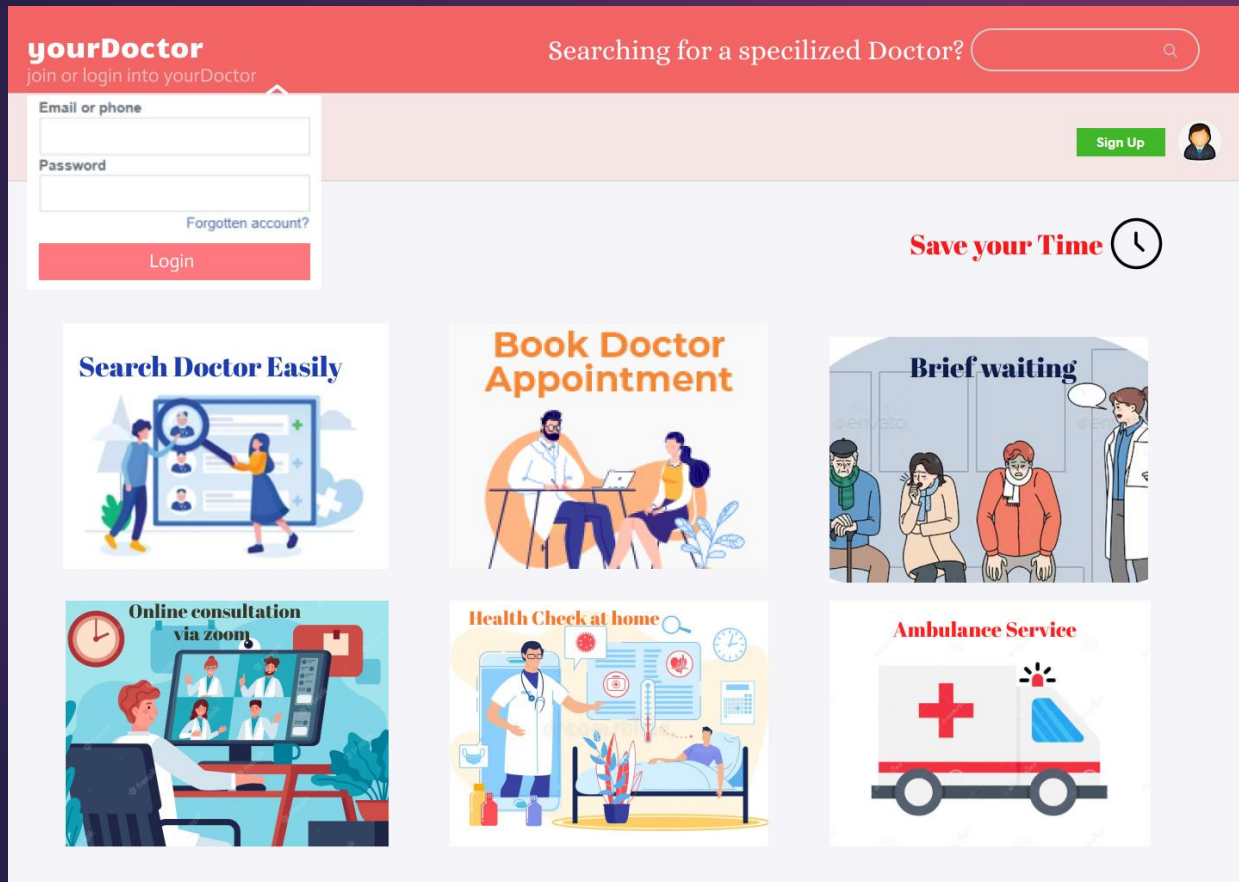 yourDoctor
Searching for a specilized Doctor?
join or login into yourDoctor
Email or phone
Password
Forgotten account?
Login
Sign Up
Save your Time
Search Doctor Easily
Book Doctor
Appointment
Brief waiting
Online consultation
via zoom
Health Check at home
Ambulance Service